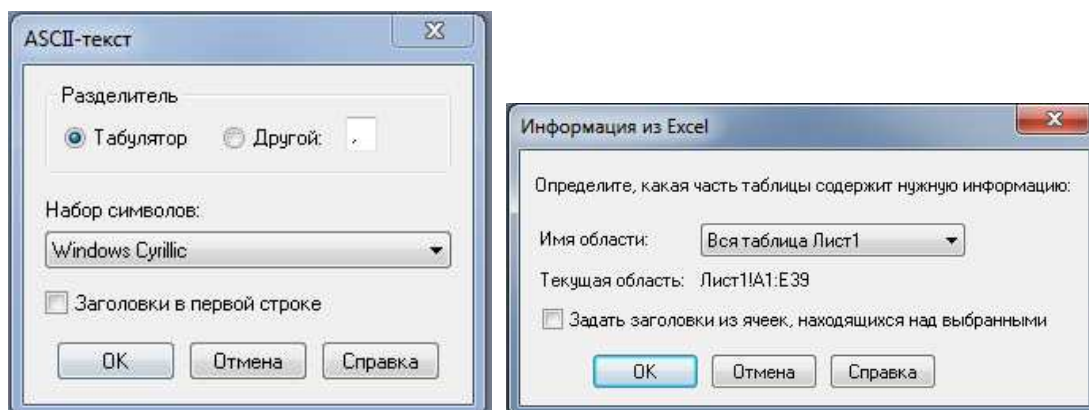 ASCII-текст
Разделитель
Табулятор Другой: ,
Набор символов:
Windows Cyrillic
Заголовки в первой строке
OK Отмена Справка
Информация из Excel
Определите, какая часть таблицы содержит нужную информацию:
Имя области: Вся таблица Лист1
Текущая область: Лист1!A1:E39
Задать заголовки из ячеек, находящихся над выбранными
OK Отмена Справка